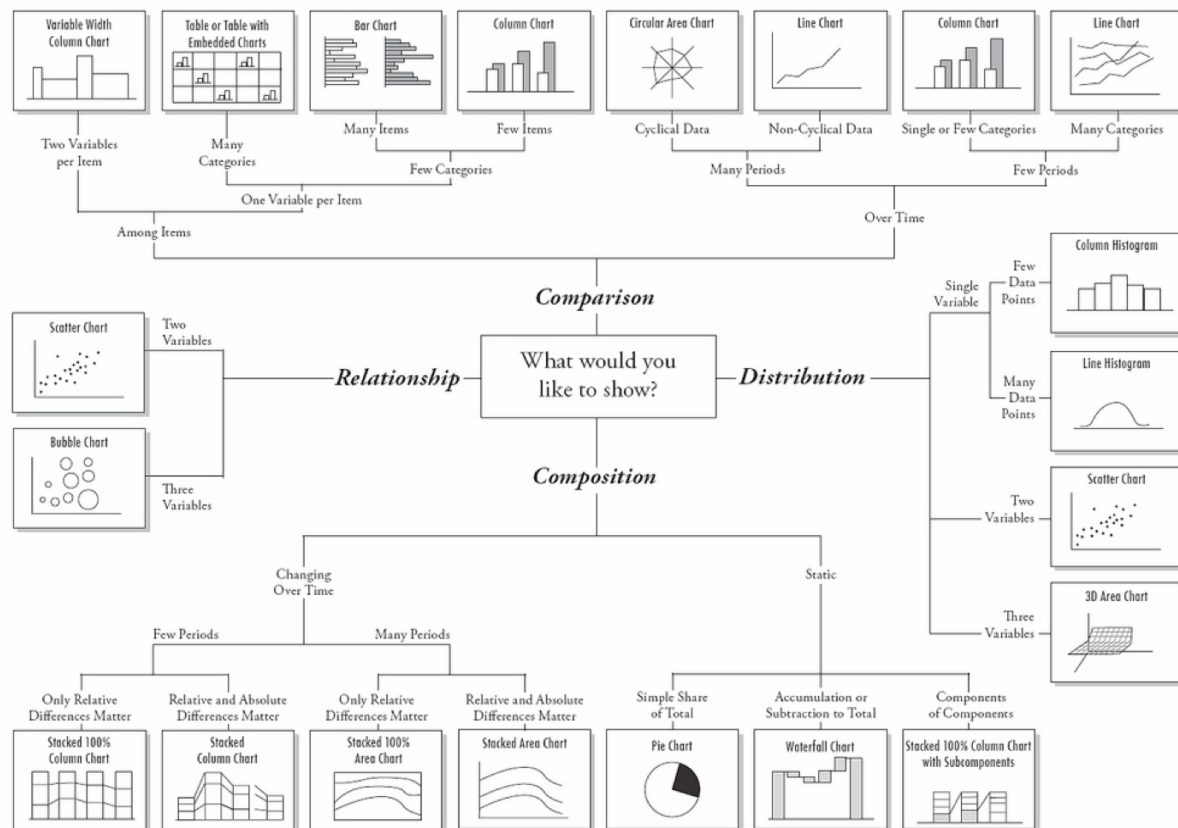 Variable Width
Column Chart
Table or Table with
Embedded Charts
Bar Chart
Column Chart
Circular Area Chart
Line Chart
Column Chart
Line Chart
Two Variables
per Item
Many
Categories
Many Items
Few Items
Cyclical Data
Non-Cyclical Data
Single or Few Categories
Many Categories
Few Categories
Many Periods
Few Periods
One Variable per Item
Over Time
Among Items
Comparison
What would you
like to show?
Relationship
Two
Variables
Scatter Chart
Bubble Chart
Three
Variables
Distribution
Single
Variable
Few
Data
Points
Column Histogram
Many
Data
Points
Line Histogram
Two
Variables
Scatter Chart
Three
Variables
3D Area Chart
Composition
Changing
Over Time
Static
Few Periods
Many Periods
Only Relative
Differences Matter
Relative and Absolute
Differences Matter
Only Relative
Differences Matter
Relative and Absolute
Differences Matter
Simple Share
of Total
Accumulation or
Subtraction to Total
Components
of Components
Stacked 100%
Column Chart
Stacked
Column Chart
Stacked 100%
Area Chart
Stacked Area Chart
Pie Chart
Waterfall Chart
Stacked 100% Column Chart
with Subcomponents